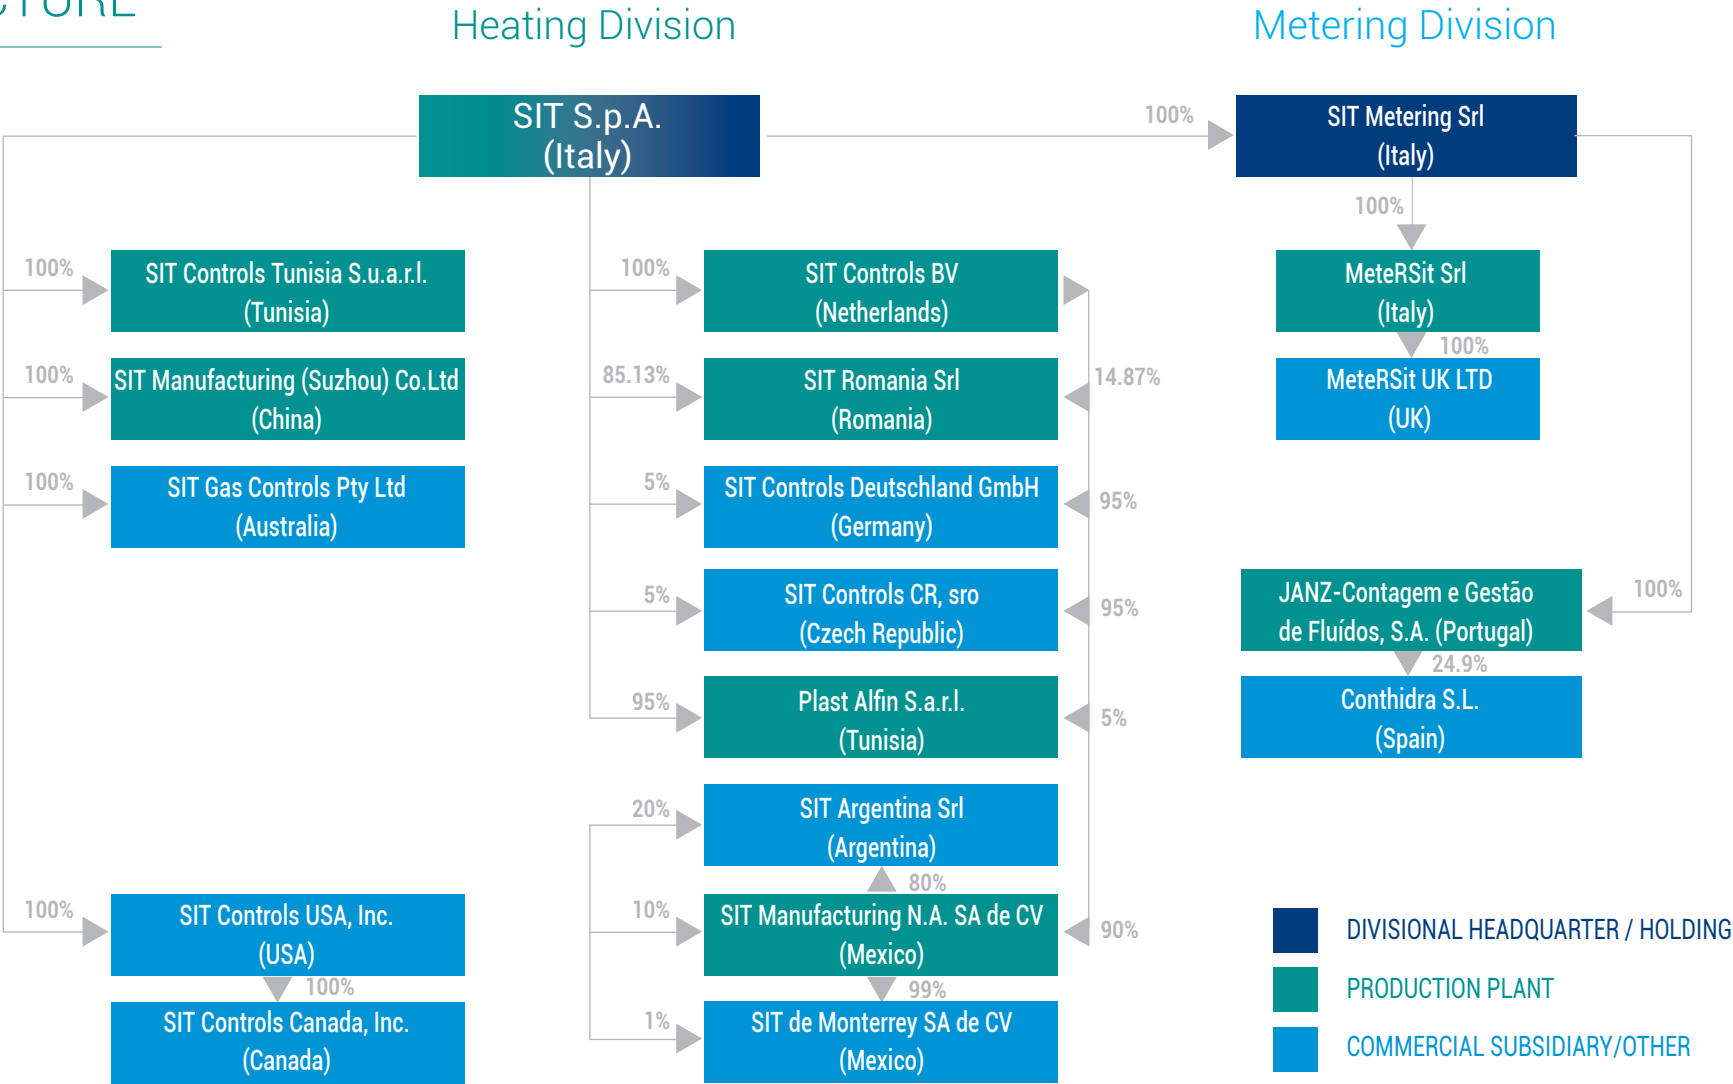 Heating Division
Metering Division
SIT S.p.A.
(Italy)
100%
SIT Metering Srl
(Italy)
100%
100%
SIT Controls Tunisia S.u.a.r.l.
(Tunisia)
100%
SIT Controls BV
(Netherlands)
MeteRSit Srl
(Italy)
100%
100%
SIT Manufacturing (Suzhou) Co.Ltd
(China)
85.13%
SIT Romania Srl
(Romania)
14.87%
MeteRSit UK LTD
(UK)
100%
SIT Gas Controls Pty Ltd
(Australia)
5%
SIT Controls Deutschland GmbH
(Germany)
95%
5%
SIT Controls CR, sro
(Czech Republic)
95%
JANZ-Contagem e Gestão
de Fluídos, S.A. (Portugal)
100%
24.9%
95%
Plast Alfin S.a.r.l.
(Tunisia)
5%
Conthidra S.L.
(Spain)
20%
SIT Argentina Srl
(Argentina)
80%
100%
SIT Controls USA, Inc.
(USA)
10%
SIT Manufacturing N.A. SA de CV
(Mexico)
90%
100%
99%
SIT Controls Canada, Inc.
(Canada)
1%
SIT de Monterrey SA de CV
(Mexico)
DIVISIONAL HEADQUARTER / HOLDING
PRODUCTION PLANT
COMMERCIAL SUBSIDIARY/OTHER